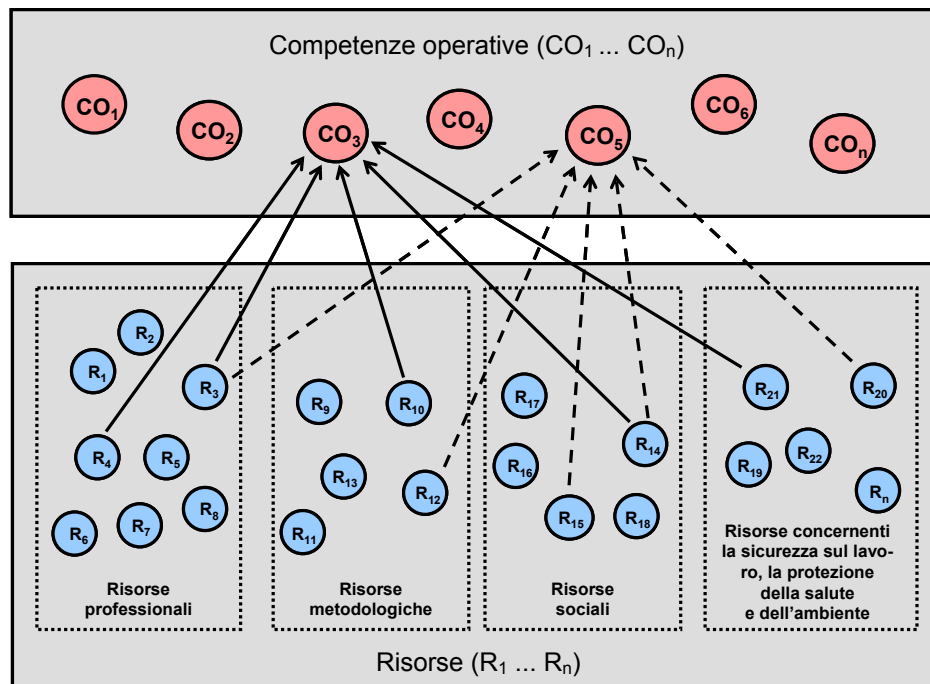 Competenze operative (CO₁ ... COₙ)
CO₁
CO₂
CO₃
CO₄
CO₅
CO₆
COₙ
R₁
R₂
R₃
R₄
R₅
R₆
R₇
R₈
Risorse
professionali
R₉
R₁₀
R₁₃
R₁₂
R₁₁
Risorse
metodologiche
R₁₇
R₁₆
R₁₄
R₁₅
R₁₈
Risorse
sociali
R₂₁
R₂₀
R₁₉
R₂₂
Rₙ
Risorse concernenti
la sicurezza sul lavo-
ro, la protezione
della salute
e dell’ambiente
Risorse (R₁ ... Rₙ)